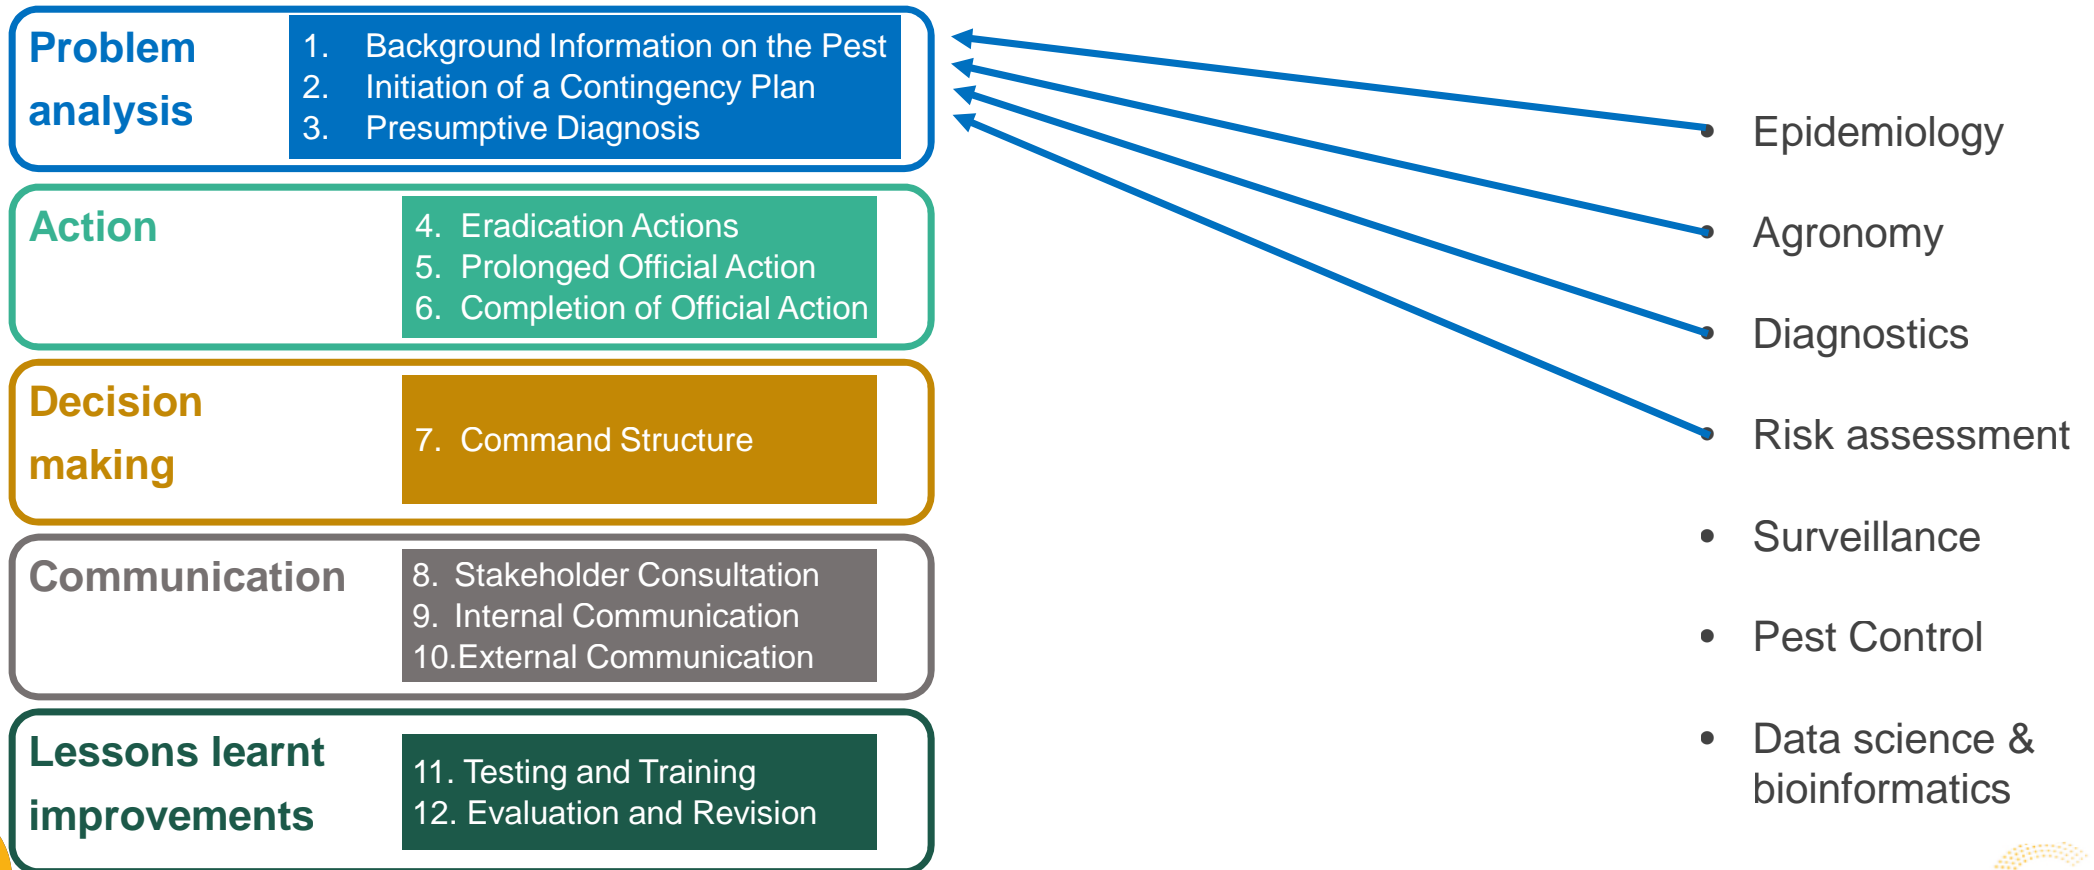 Problem
analysis
1. Background Information on the Pest
2. Initiation of a Contingency Plan
3. Presumptive Diagnosis
Action
4. Eradication Actions
5. Prolonged Official Action
6. Completion of Official Action
Decision
making
7. Command Structure
Communication
8. Stakeholder Consultation
9. Internal Communication
10.External Communication
Lessons learnt
improvements
11. Testing and Training
12. Evaluation and Revision
• Epidemiology
• Agronomy
• Diagnostics
• Risk assessment
• Surveillance
• Pest Control
• Data science &
bioinformatics